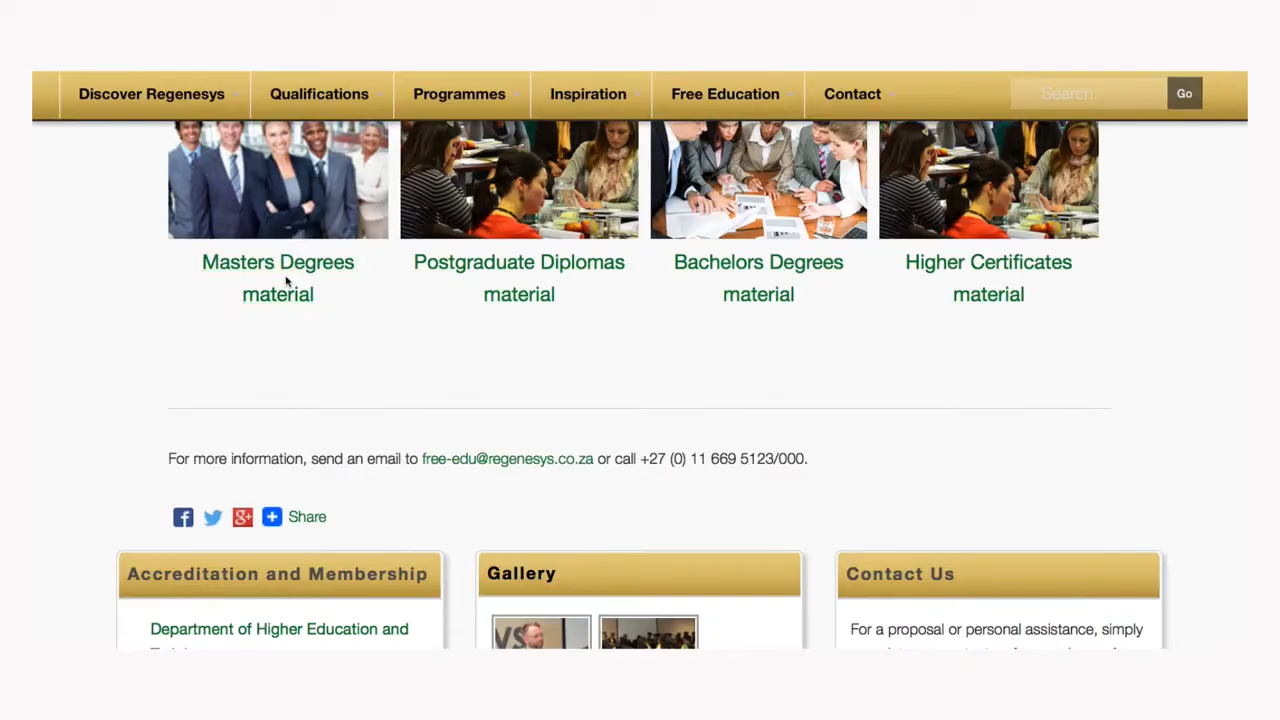 Discover Regenesys Qualifications Programmes Inspiration Free Education Contact Search Go
Masters Degrees
material
Postgraduate Diplomas
material
Bachelors Degrees
material
Higher Certificates
material
For more information, send an email to free-edu@regenesys.co.za or call +27 (0) 11 669 5123/000.
Share
Accreditation and Membership
Department of Higher Education and
Gallery
Contact Us
For a proposal or personal assistance, simply